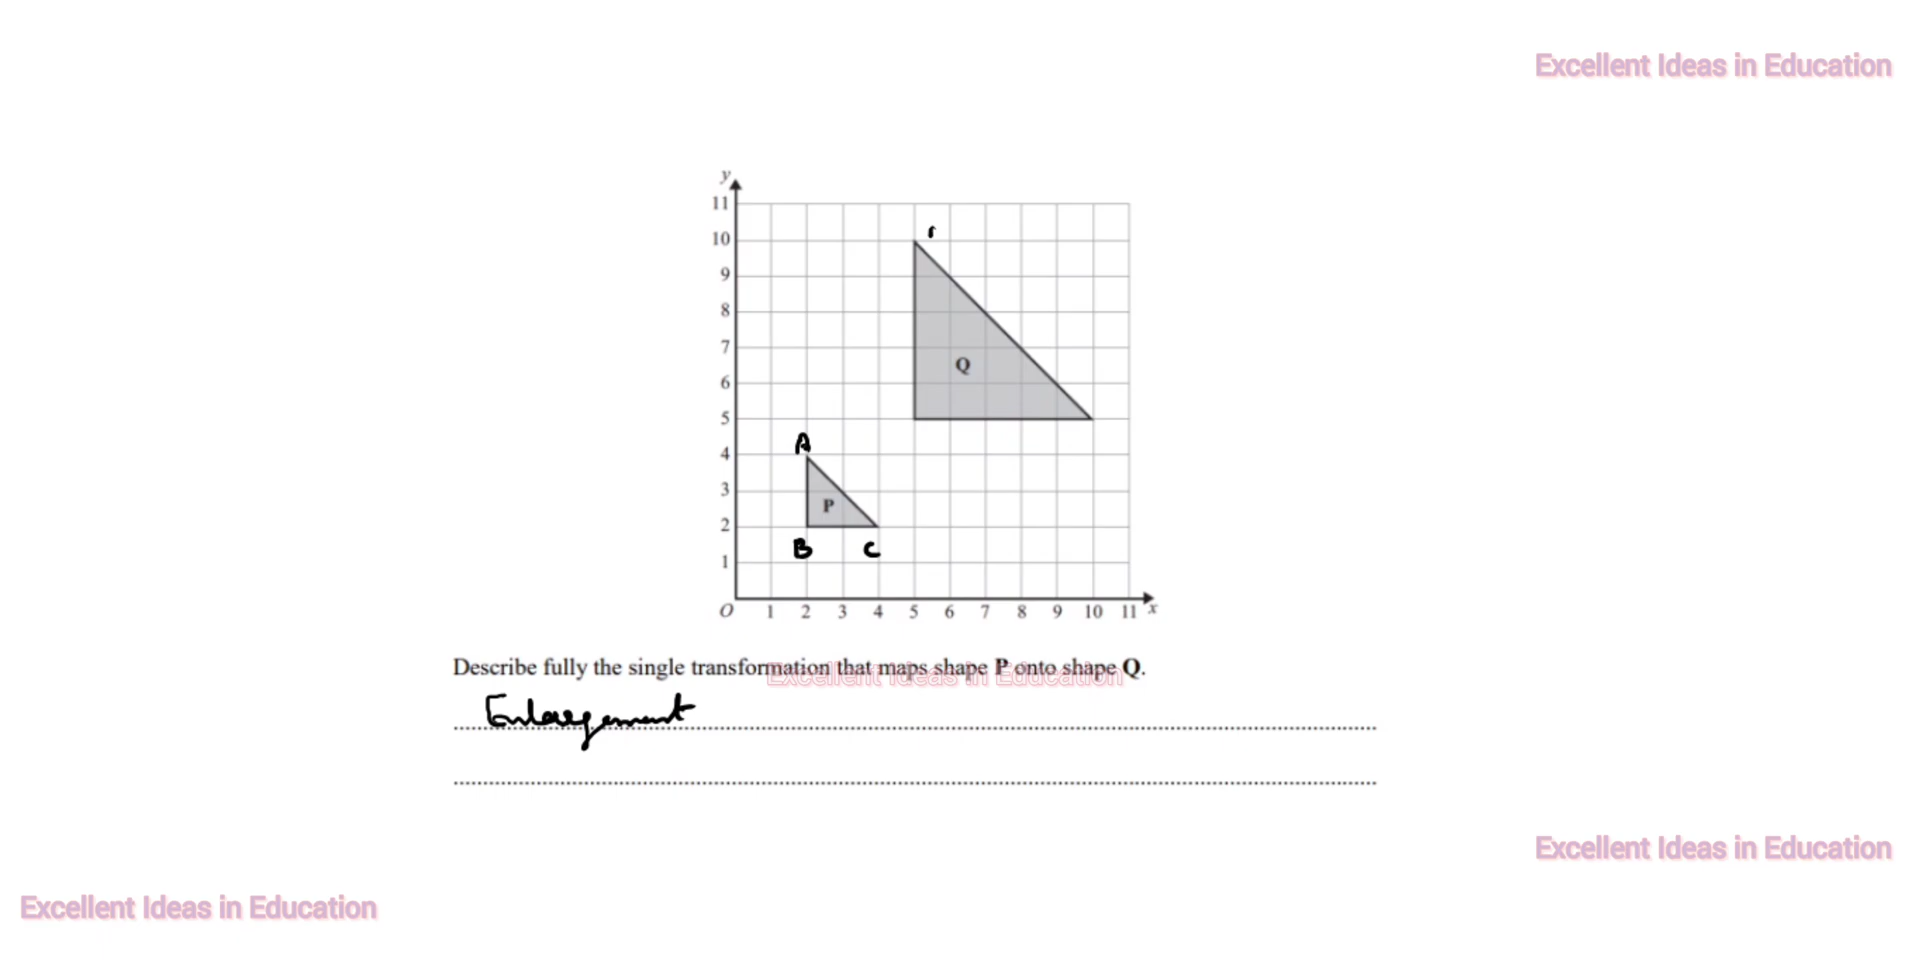 Excellent Ideas in Education
y
11
10
9
8
7
6
5
4
3
2
1
Q
A
P
B C
O 1 2 3 4 5 6 7 8 9 10 11 x
Describe fully the single transformation that maps shape P onto shape Q.
Excellent Ideas in Education
Enlargement
Excellent Ideas in Education
Excellent Ideas in Education